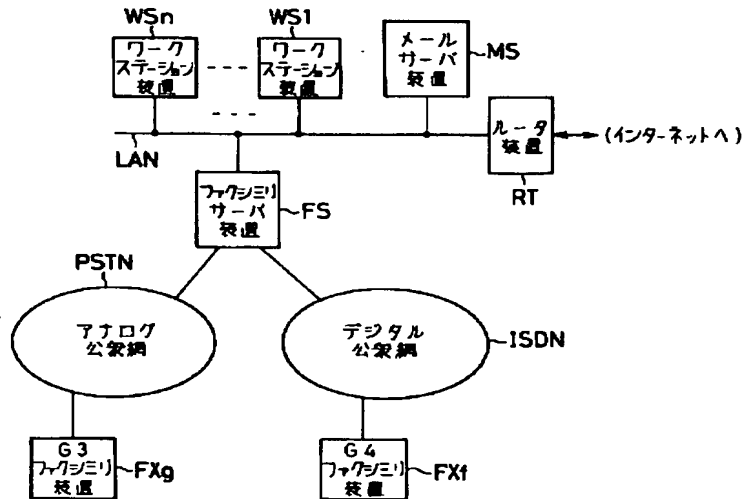 WSn
WS1
ワーク
ステーション
装置
ワーク
ステーション
装置
メール
サーバ
装置
MS
ルータ
装置
(インターネットへ)
LAN
RT
ファクシミリ
サーバ
装置
FS
PSTN
アナログ
公衆網
デジタル
公衆網
ISDN
G3
ファクシミリ
装置
FXg
G4
ファクシミリ
装置
FXf